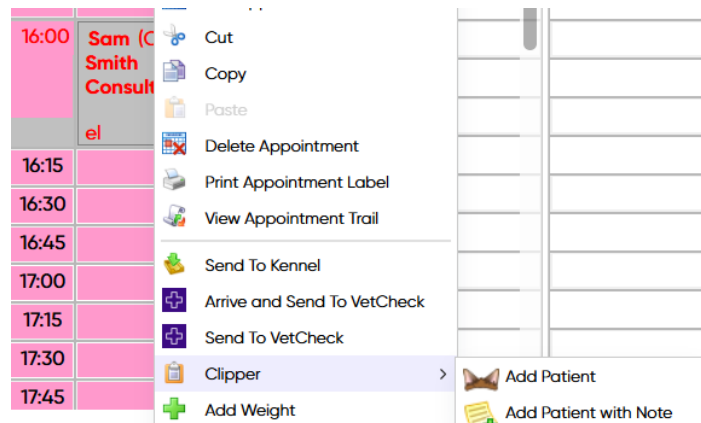 16:00
Sam (C
Smith
Consult
el
16:15
16:30
16:45
17:00
17:15
17:30
17:45
Cut
Copy
Paste
Delete Appointment
Print Appointment Label
View Appointment Trail
Send To Kennel
Arrive and Send To VetCheck
Send To VetCheck
Clipper >
Add Weight
Add Patient
Add Patient with Note